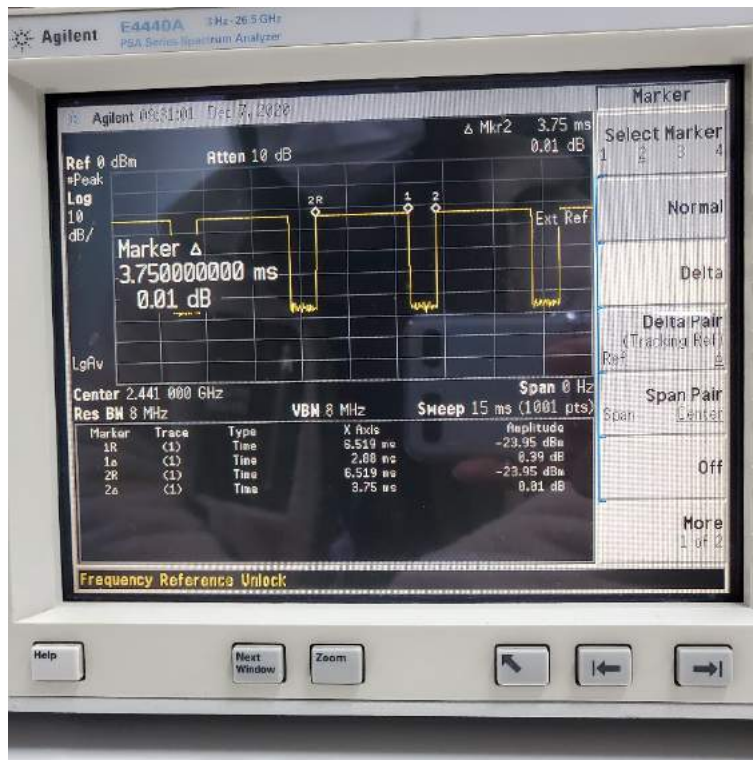 Agilent E4440A 3 Hz-26.5 GHz
PSA Series Spectrum Analyzer
Agilent 09:31:01 Dec 7, 2020
Marker
Δ Mkr2 3.75 ms
Ref 0 dBm Atten 10 dB 0.01 dB
#Peak
Log
10
dB/
2R 1 2
Ext Ref
Marker Δ
3.750000000 ms
0.01 dB
LgAv
Center 2.441 000 GHz Span 0 Hz
Res BW 8 MHz VBW 8 MHz Sweep 15 ms (1001 pts)
Marker Trace Type X Axis Amplitude
1R (1) Time 6.519 ms -23.95 dBm
1Δ (1) Time 2.88 ms 0.39 dB
2R (1) Time 6.519 ms -23.95 dBm
2Δ (1) Time 3.75 ms 0.01 dB
Frequency Reference Unlock
Select Marker
1 2 3 4
Normal
Delta
Delta Pair
(Tracking Ref)
Ref Δ
Span Pair
Span Center
Off
More
1 of 2
Help
Next
Window
Zoom